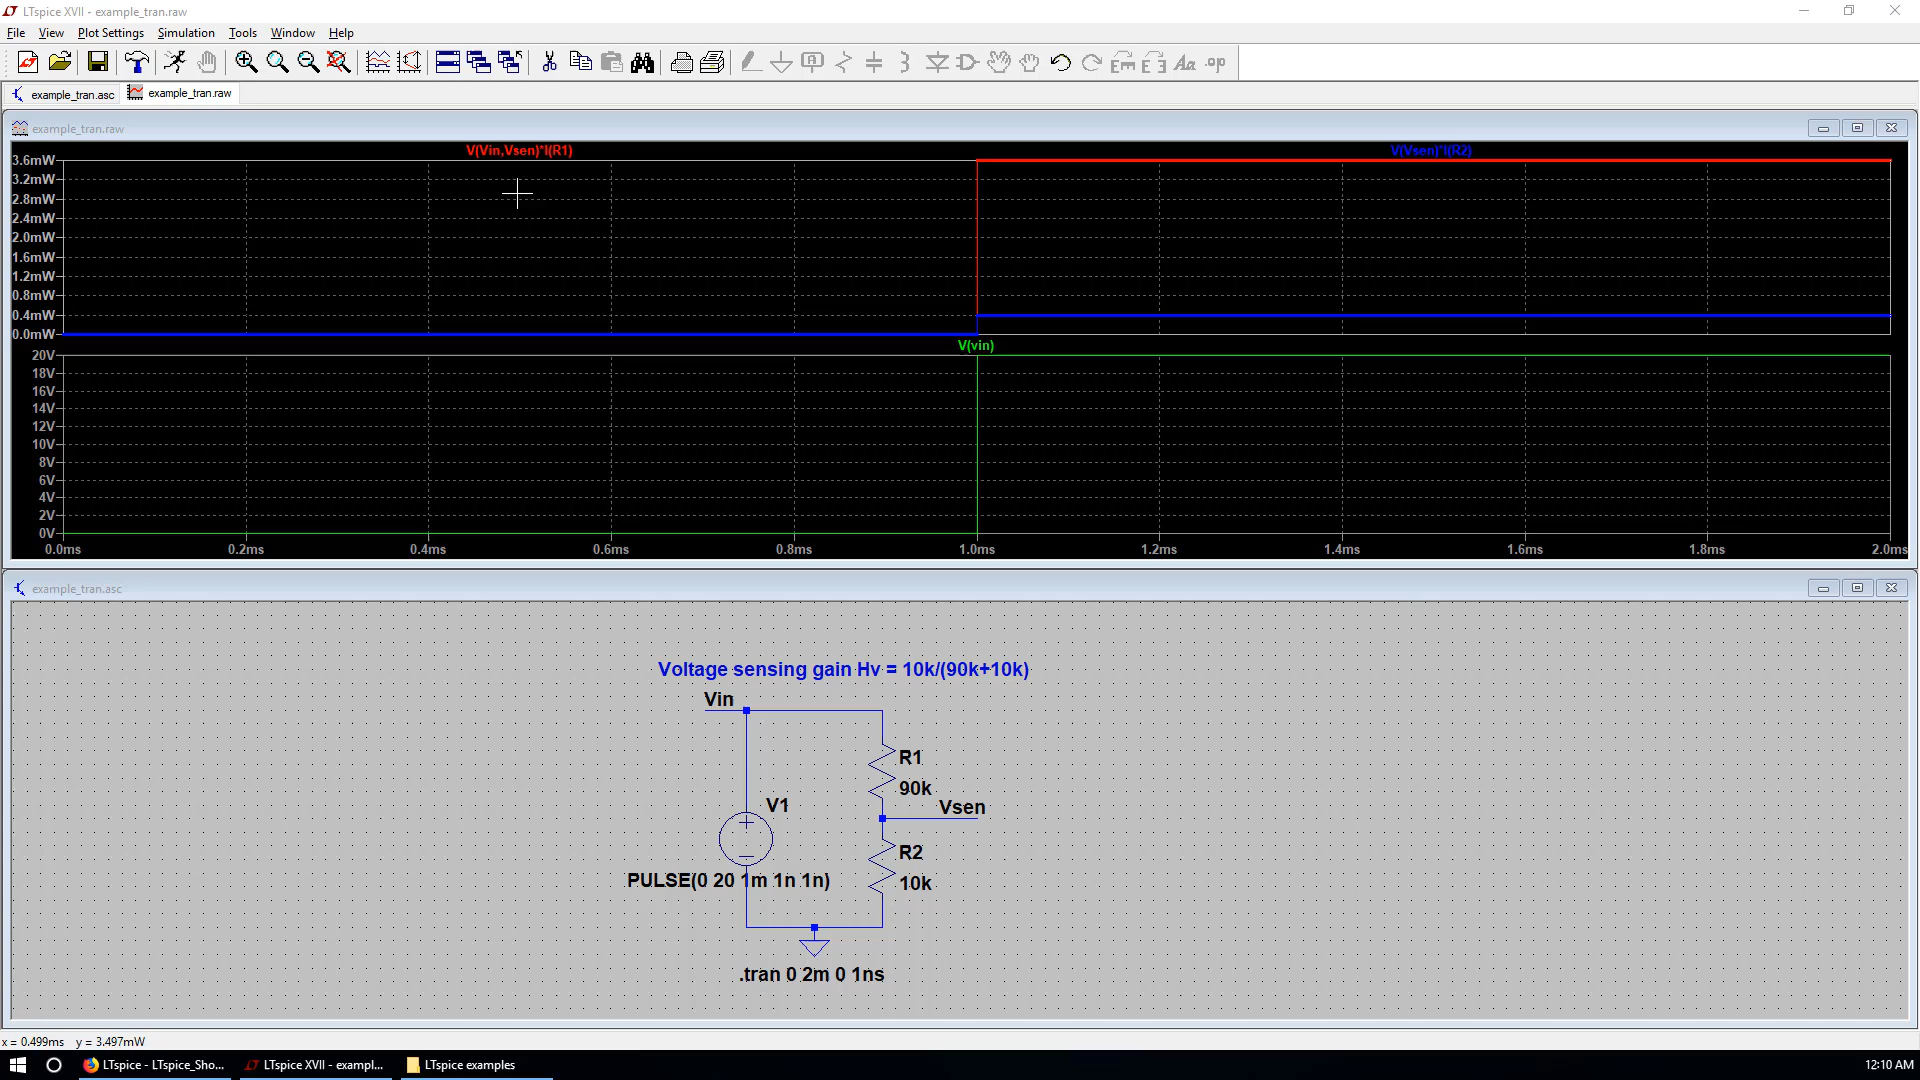 LTspice XVII - example_tran.raw
File View Plot Settings Simulation Tools Window Help
example_tran.asc example_tran.raw
example_tran.raw
V(Vin,Vsen)*I(R1) V(Vsen)*I(R2)
3.6mW
3.2mW
2.8mW
2.4mW
2.0mW
1.6mW
1.2mW
0.8mW
0.4mW
0.0mW
V(vin)
20V
18V
16V
14V
12V
10V
8V
6V
4V
2V
0V
0.0ms 0.2ms 0.4ms 0.6ms 0.8ms 1.0ms 1.2ms 1.4ms 1.6ms 1.8ms 2.0ms
example_tran.asc
Voltage sensing gain Hv = 10k/(90k+10k)
Vin
R1
90k
V1
Vsen
R2
PULSE(0 20 1m 1n 1n)
10k
.tran 0 2m 0 1ns
x = 0.499ms y = 3.497mW
LTspice - LTspice_Sho... LTspice XVII - exampl... LTspice examples 12:10 AM